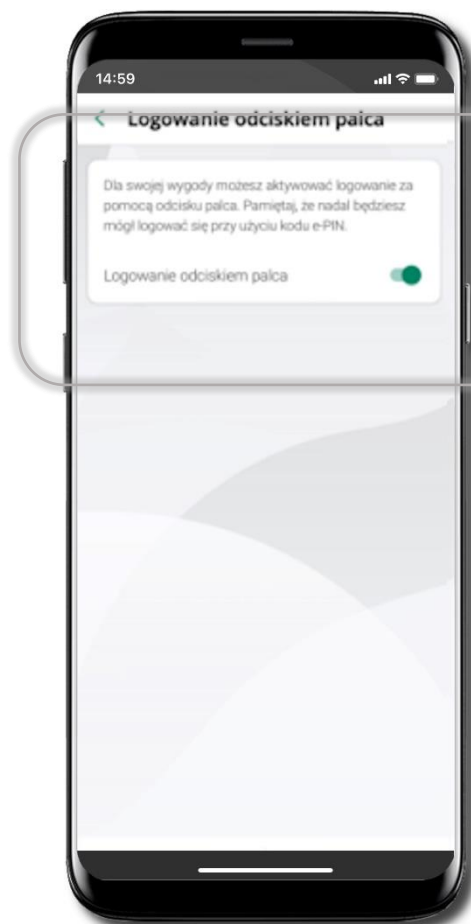 14:59
Logowanie odciskiem palca
Dla swojej wygody możesz aktywować logowanie za
pomocą odcisku palca. Pamiętaj, że nadal będziesz
mógł logować się przy użyciu kodu e-PIN.
Logowanie odciskiem palca